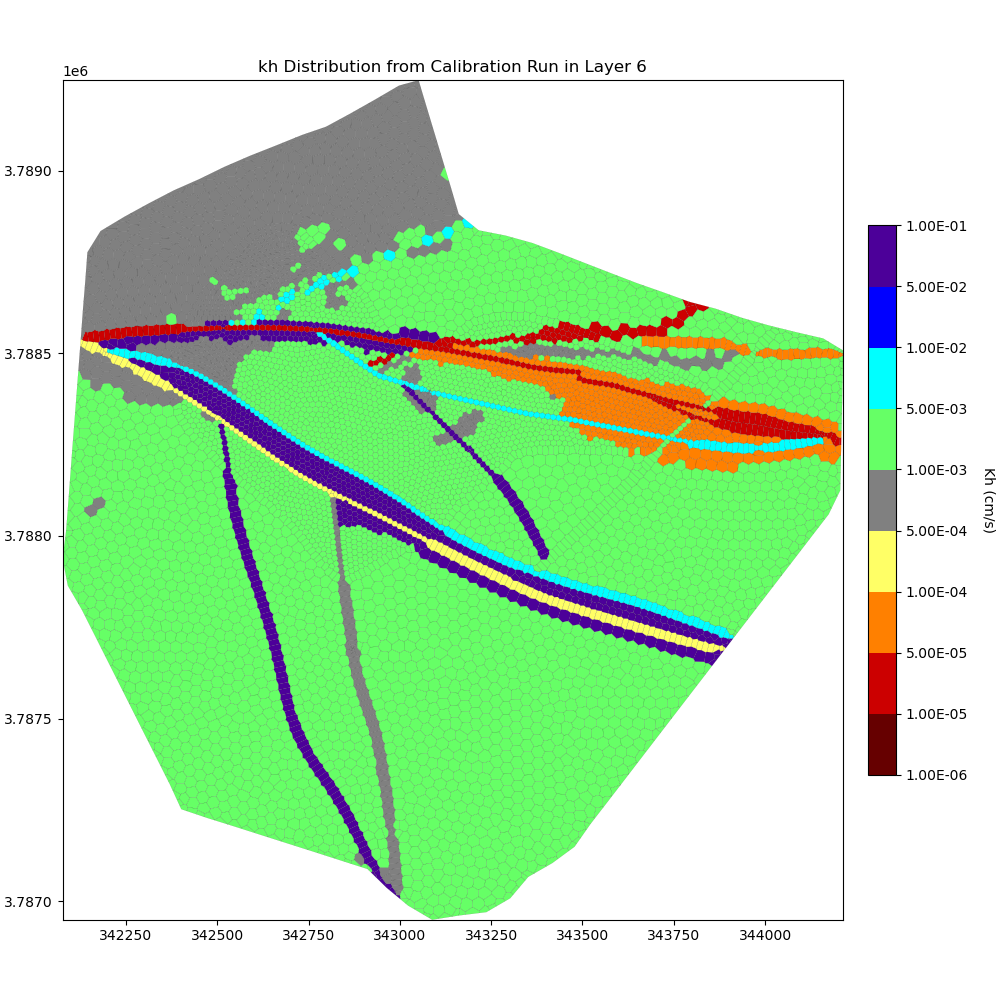 kh Distribution from Calibration Run in Layer 6
1e6
3.7890
3.7885
3.7880
3.7875
3.7870
342250 342500 342750 343000 343250 343500 343750 344000
1.00E-01
5.00E-02
1.00E-02
5.00E-03
1.00E-03
5.00E-04
1.00E-04
5.00E-05
1.00E-05
1.00E-06
Kh (cm/s)